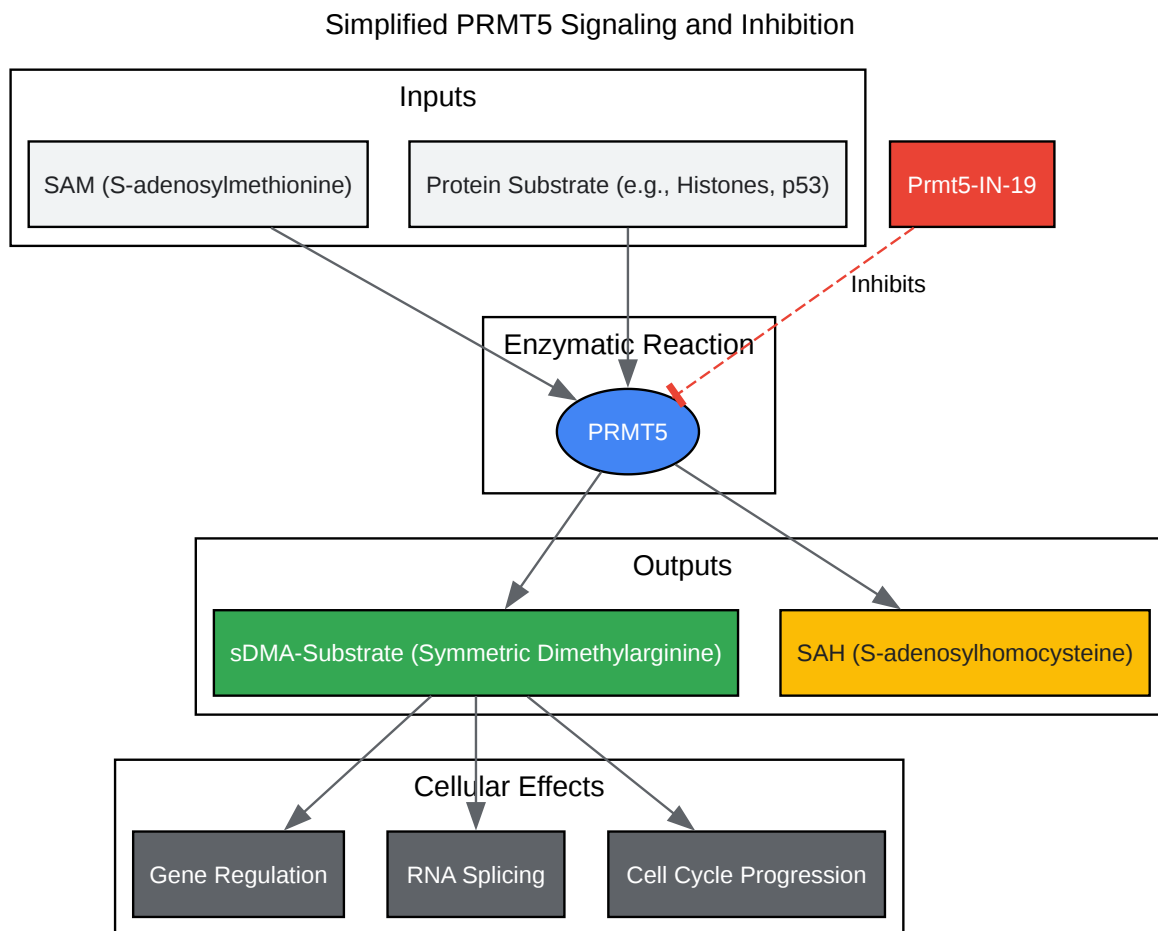 Simplified PRMT5 Signaling and Inhibition
Inputs
SAM (S-adenosylmethionine)
Protein Substrate (e.g., Histones, p53)
Prmt5-IN-19
Inhibits
Enzymatic Reaction
PRMT5
Outputs
sDMA-Substrate (Symmetric Dimethylarginine)
SAH (S-adenosylhomocysteine)
Cellular Effects
Gene Regulation
RNA Splicing
Cell Cycle Progression